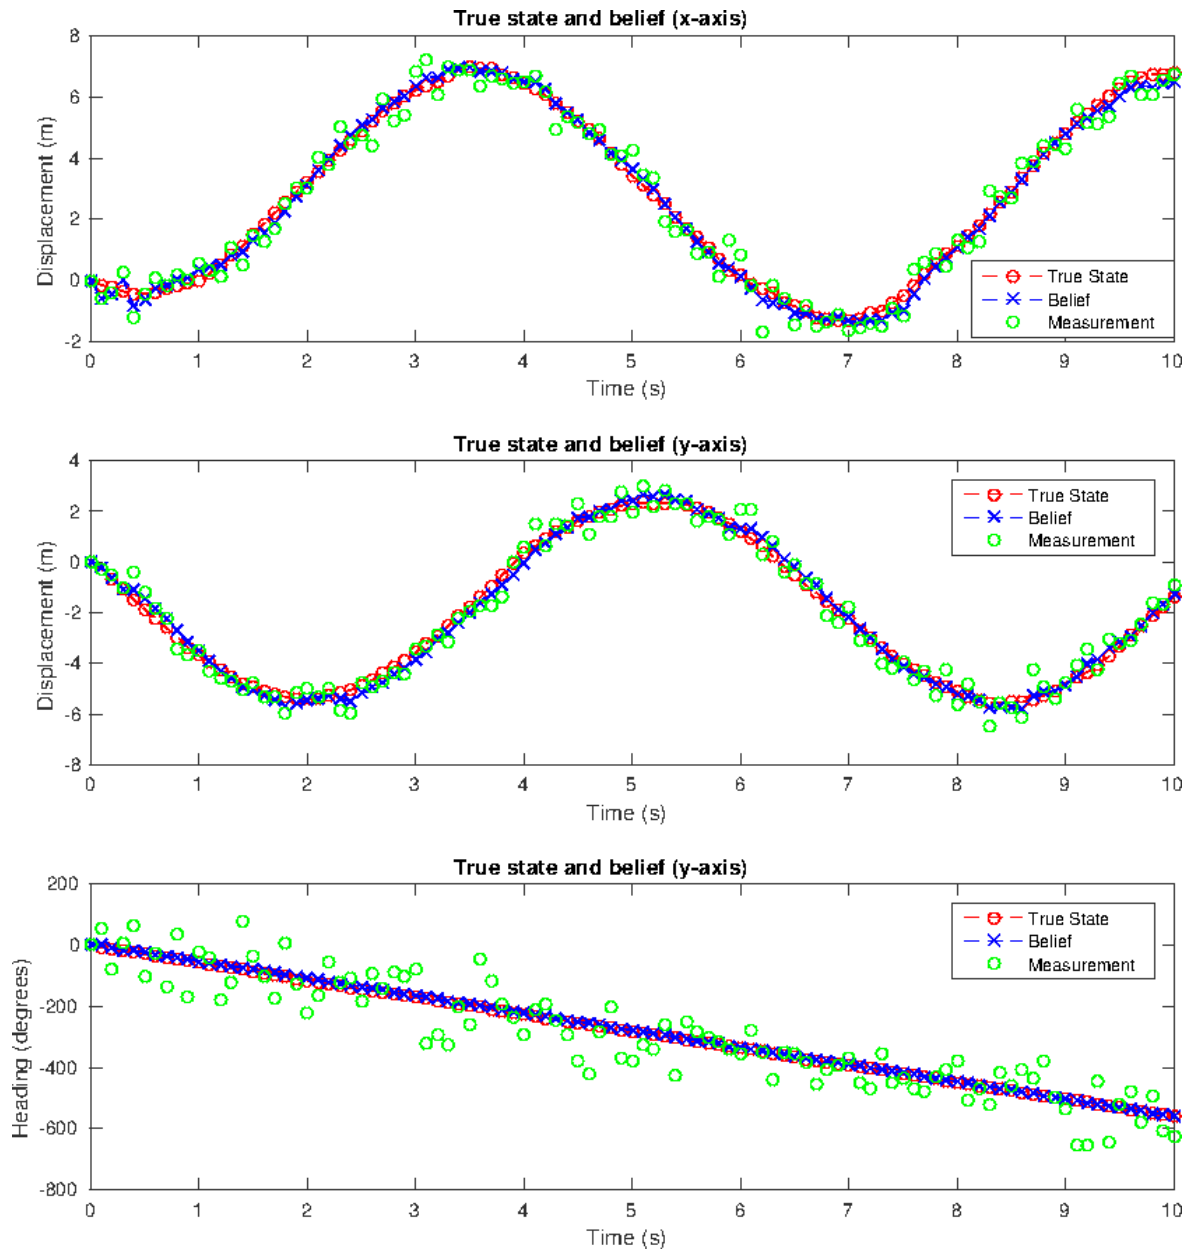 True state and belief (x-axis)
8
6
4
2
0
-2
Displacement (m)
True State
Belief
Measurement
0 1 2 3 4 5 6 7 8 9 10
Time (s)
True state and belief (y-axis)
4
2
0
-2
-4
-6
-8
Displacement (m)
True State
Belief
Measurement
0 1 2 3 4 5 6 7 8 9 10
Time (s)
True state and belief (y-axis)
200
0
-200
-400
-600
-800
Heading (degrees)
True State
Belief
Measurement
0 1 2 3 4 5 6 7 8 9 10
Time (s)